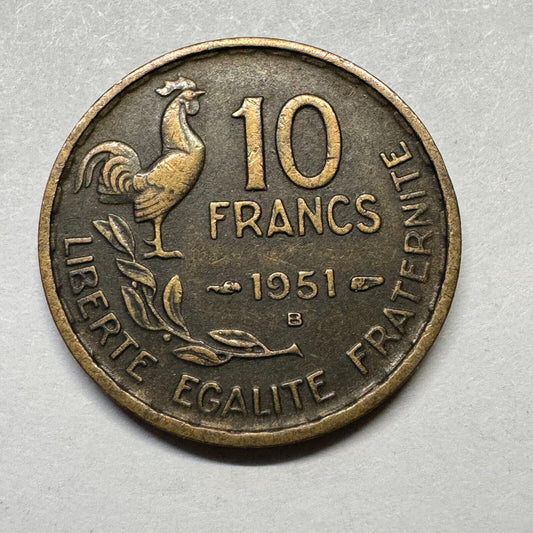 10
FRANCS
1951
B
LIBERTE EGALITE FRATERNITE